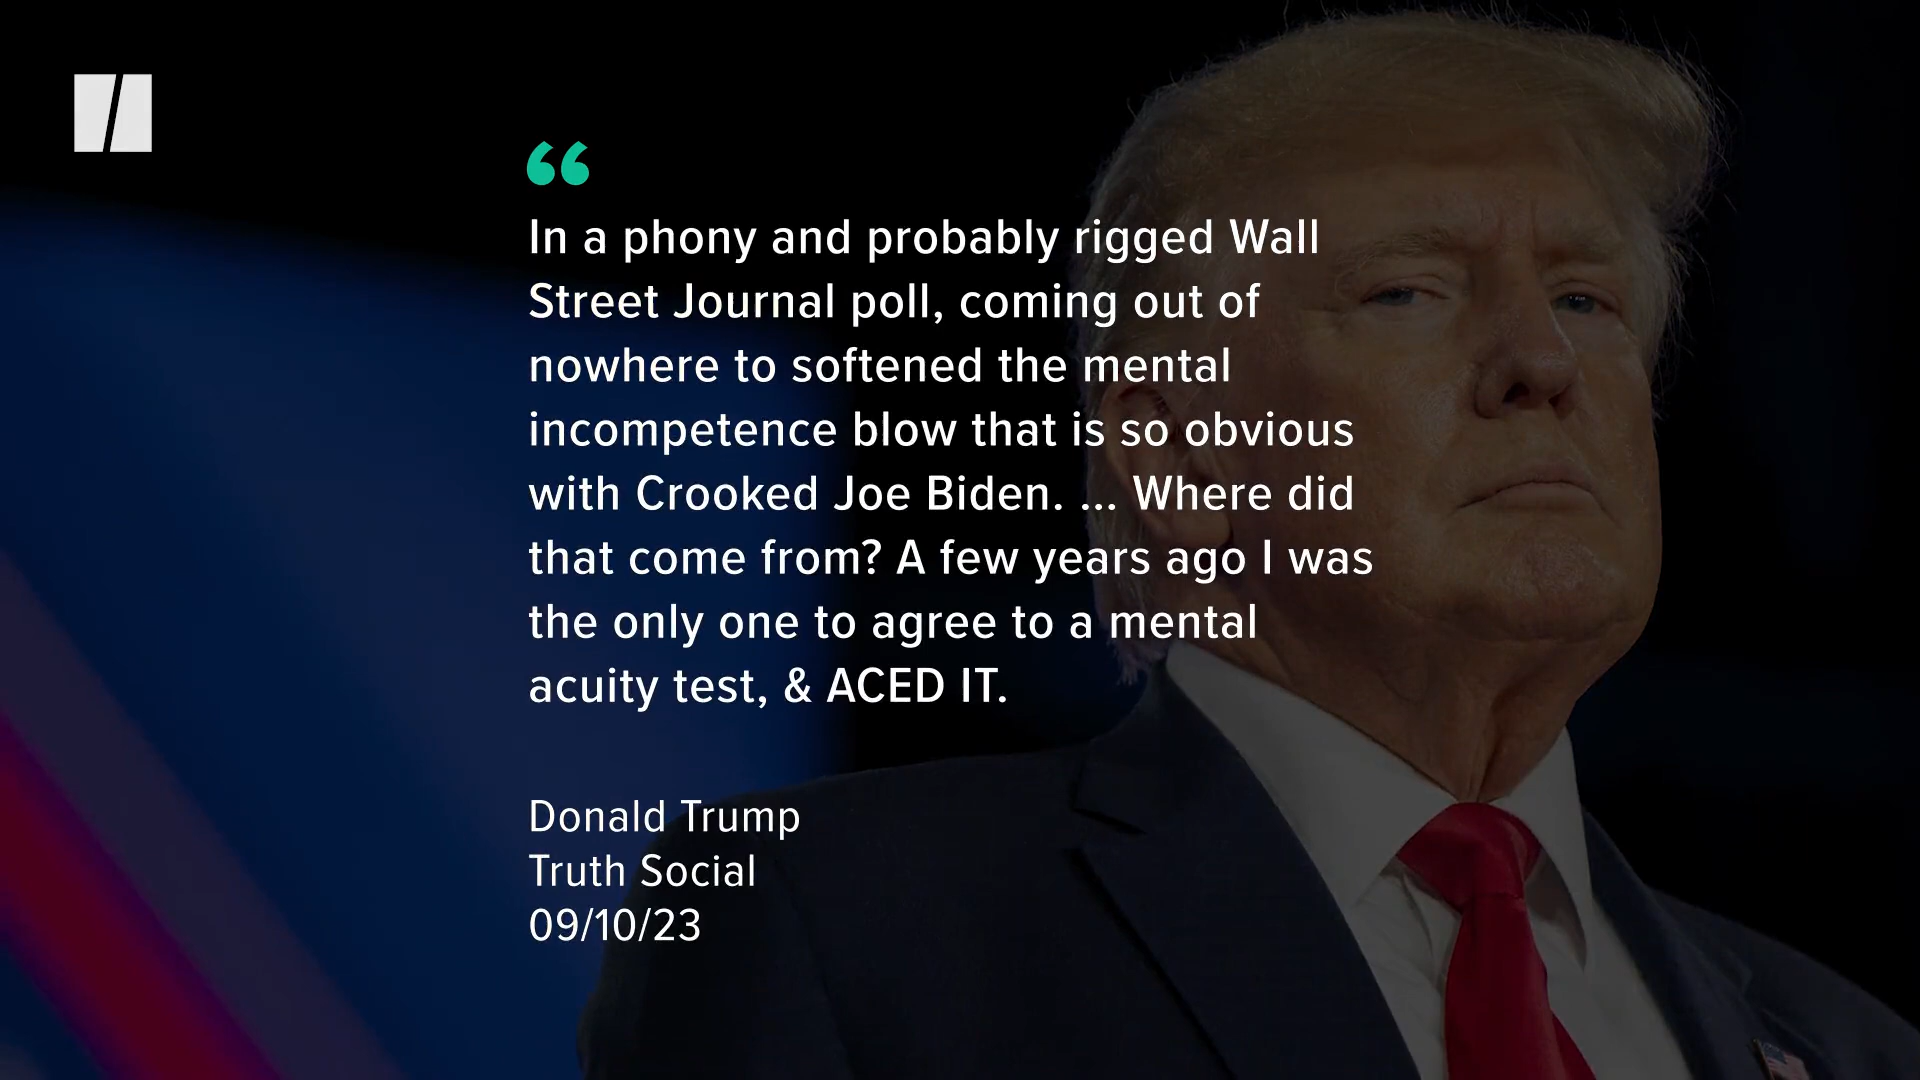 “
In a phony and probably rigged Wall
Street Journal poll, coming out of
nowhere to softened the mental
incompetence blow that is so obvious
with Crooked Joe Biden. ... Where did
that come from? A few years ago I was
the only one to agree to a mental
acuity test, & ACED IT.
Donald Trump
Truth Social
09/10/23